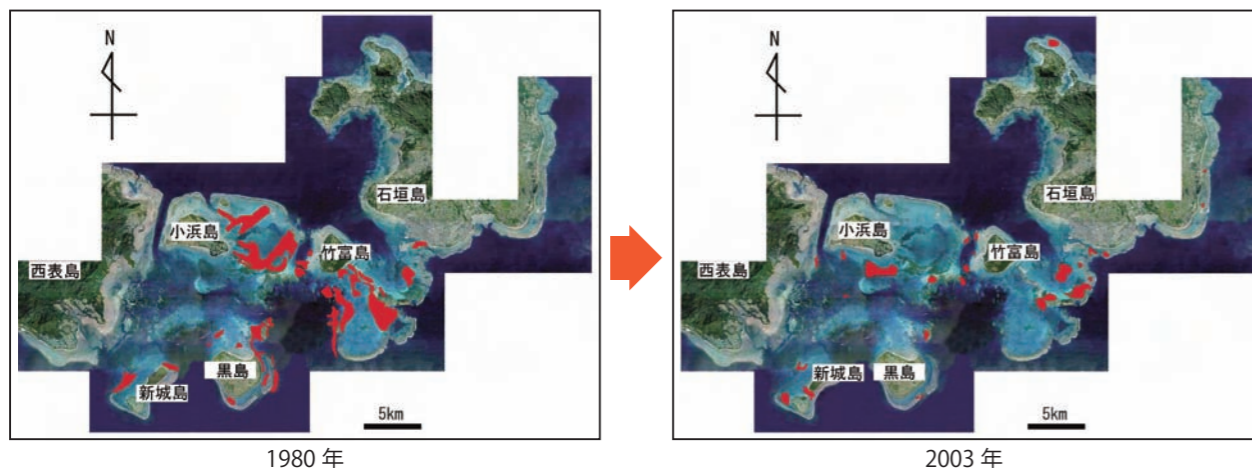 N
石垣島
小浜島
竹富島
西表島
黒島
新城島
5km
1980 年
N
石垣島
小浜島
竹富島
西表島
新城島
黒島
5km
2003 年